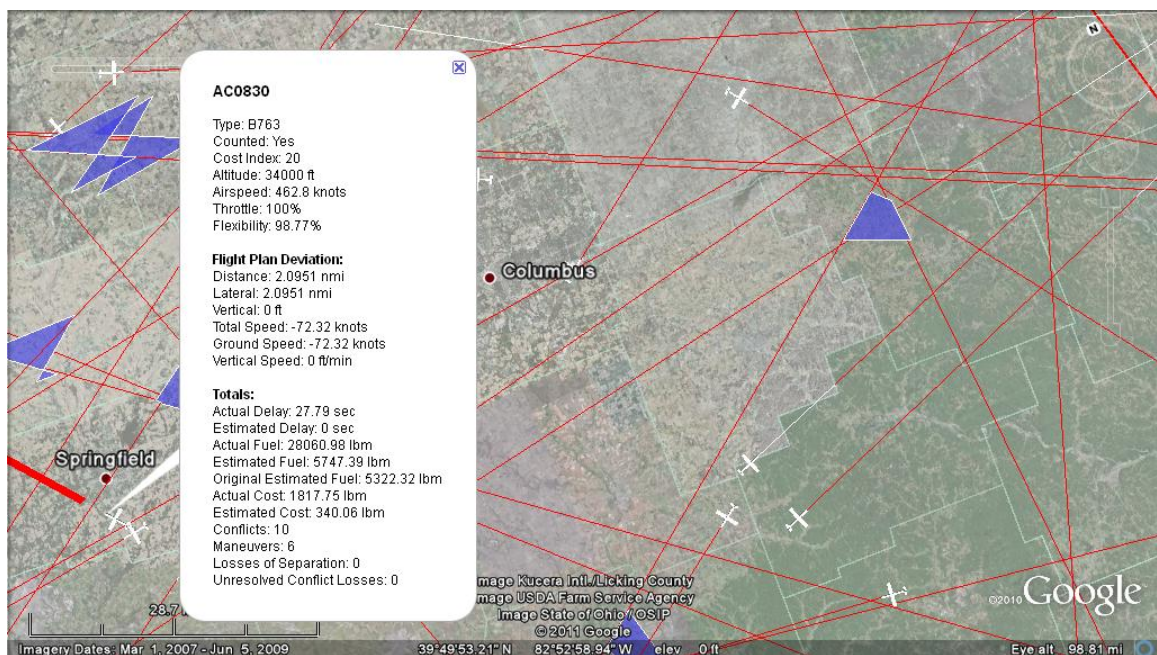 N
AC0830
Type: B763
Counted: Yes
Cost Index: 20
Altitude: 34000 ft
Airspeed: 462.8 knots
Throttle: 100%
Flexibility: 98.77%
Flight Plan Deviation:
Distance: 2.0951 nmi
Lateral: 2.0951 nmi
Vertical: 0 ft
Total Speed: -72.32 knots
Ground Speed: -72.32 knots
Vertical Speed: 0 ft/min
Totals:
Actual Delay: 27.79 sec
Estimated Delay: 0 sec
Actual Fuel: 28060.98 lbm
Estimated Fuel: 5747.39 lbm
Original Estimated Fuel: 5322.32 lbm
Actual Cost: 1817.75 lbm
Estimated Cost: 340.06 lbm
Conflicts: 10
Maneuvers: 6
Losses of Separation: 0
Unresolved Conflict Losses: 0
Columbus
Springfield
28.7
mage Kucera Intl./Licking County
mage USDA Farm Service Agency
Image State of Ohio / OSIP
© 2011 Google
©2010 Google
Imagery Dates: Mar 1, 2007 - Jun 5, 2009 39°49'53.21" N 82°52'58.94" W elev 0 ft Eye alt 98.81 mi